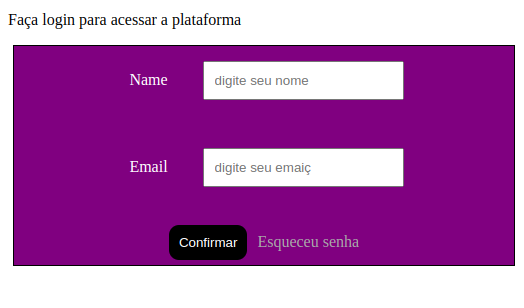 Faça login para acessar a plataforma
Name digite seu nome
Email digite seu emaiç
Confirmar Esqueceu senha